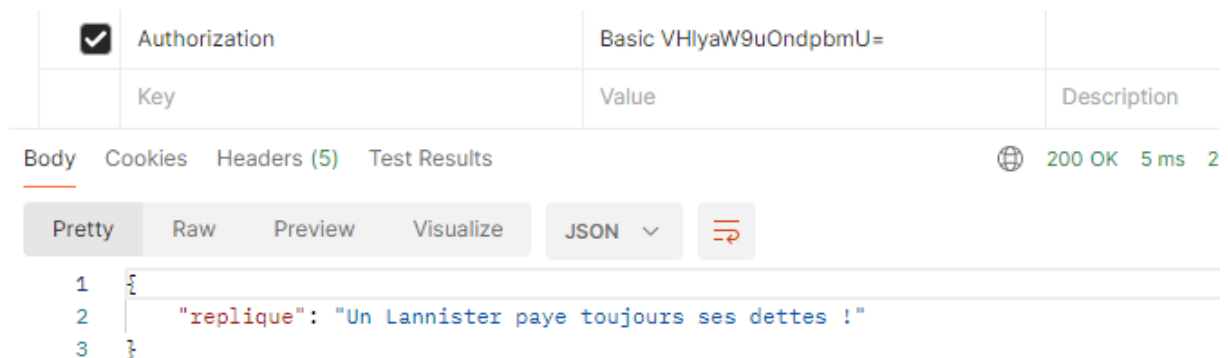 Authorization Basic VHlyaW9uOndpbmU=
Key Value Description
Body Cookies Headers (5) Test Results 200 OK 5 ms 2
Pretty Raw Preview Visualize JSON
1 {
2 "replique": "Un Lannister paye toujours ses dettes !"
3 }